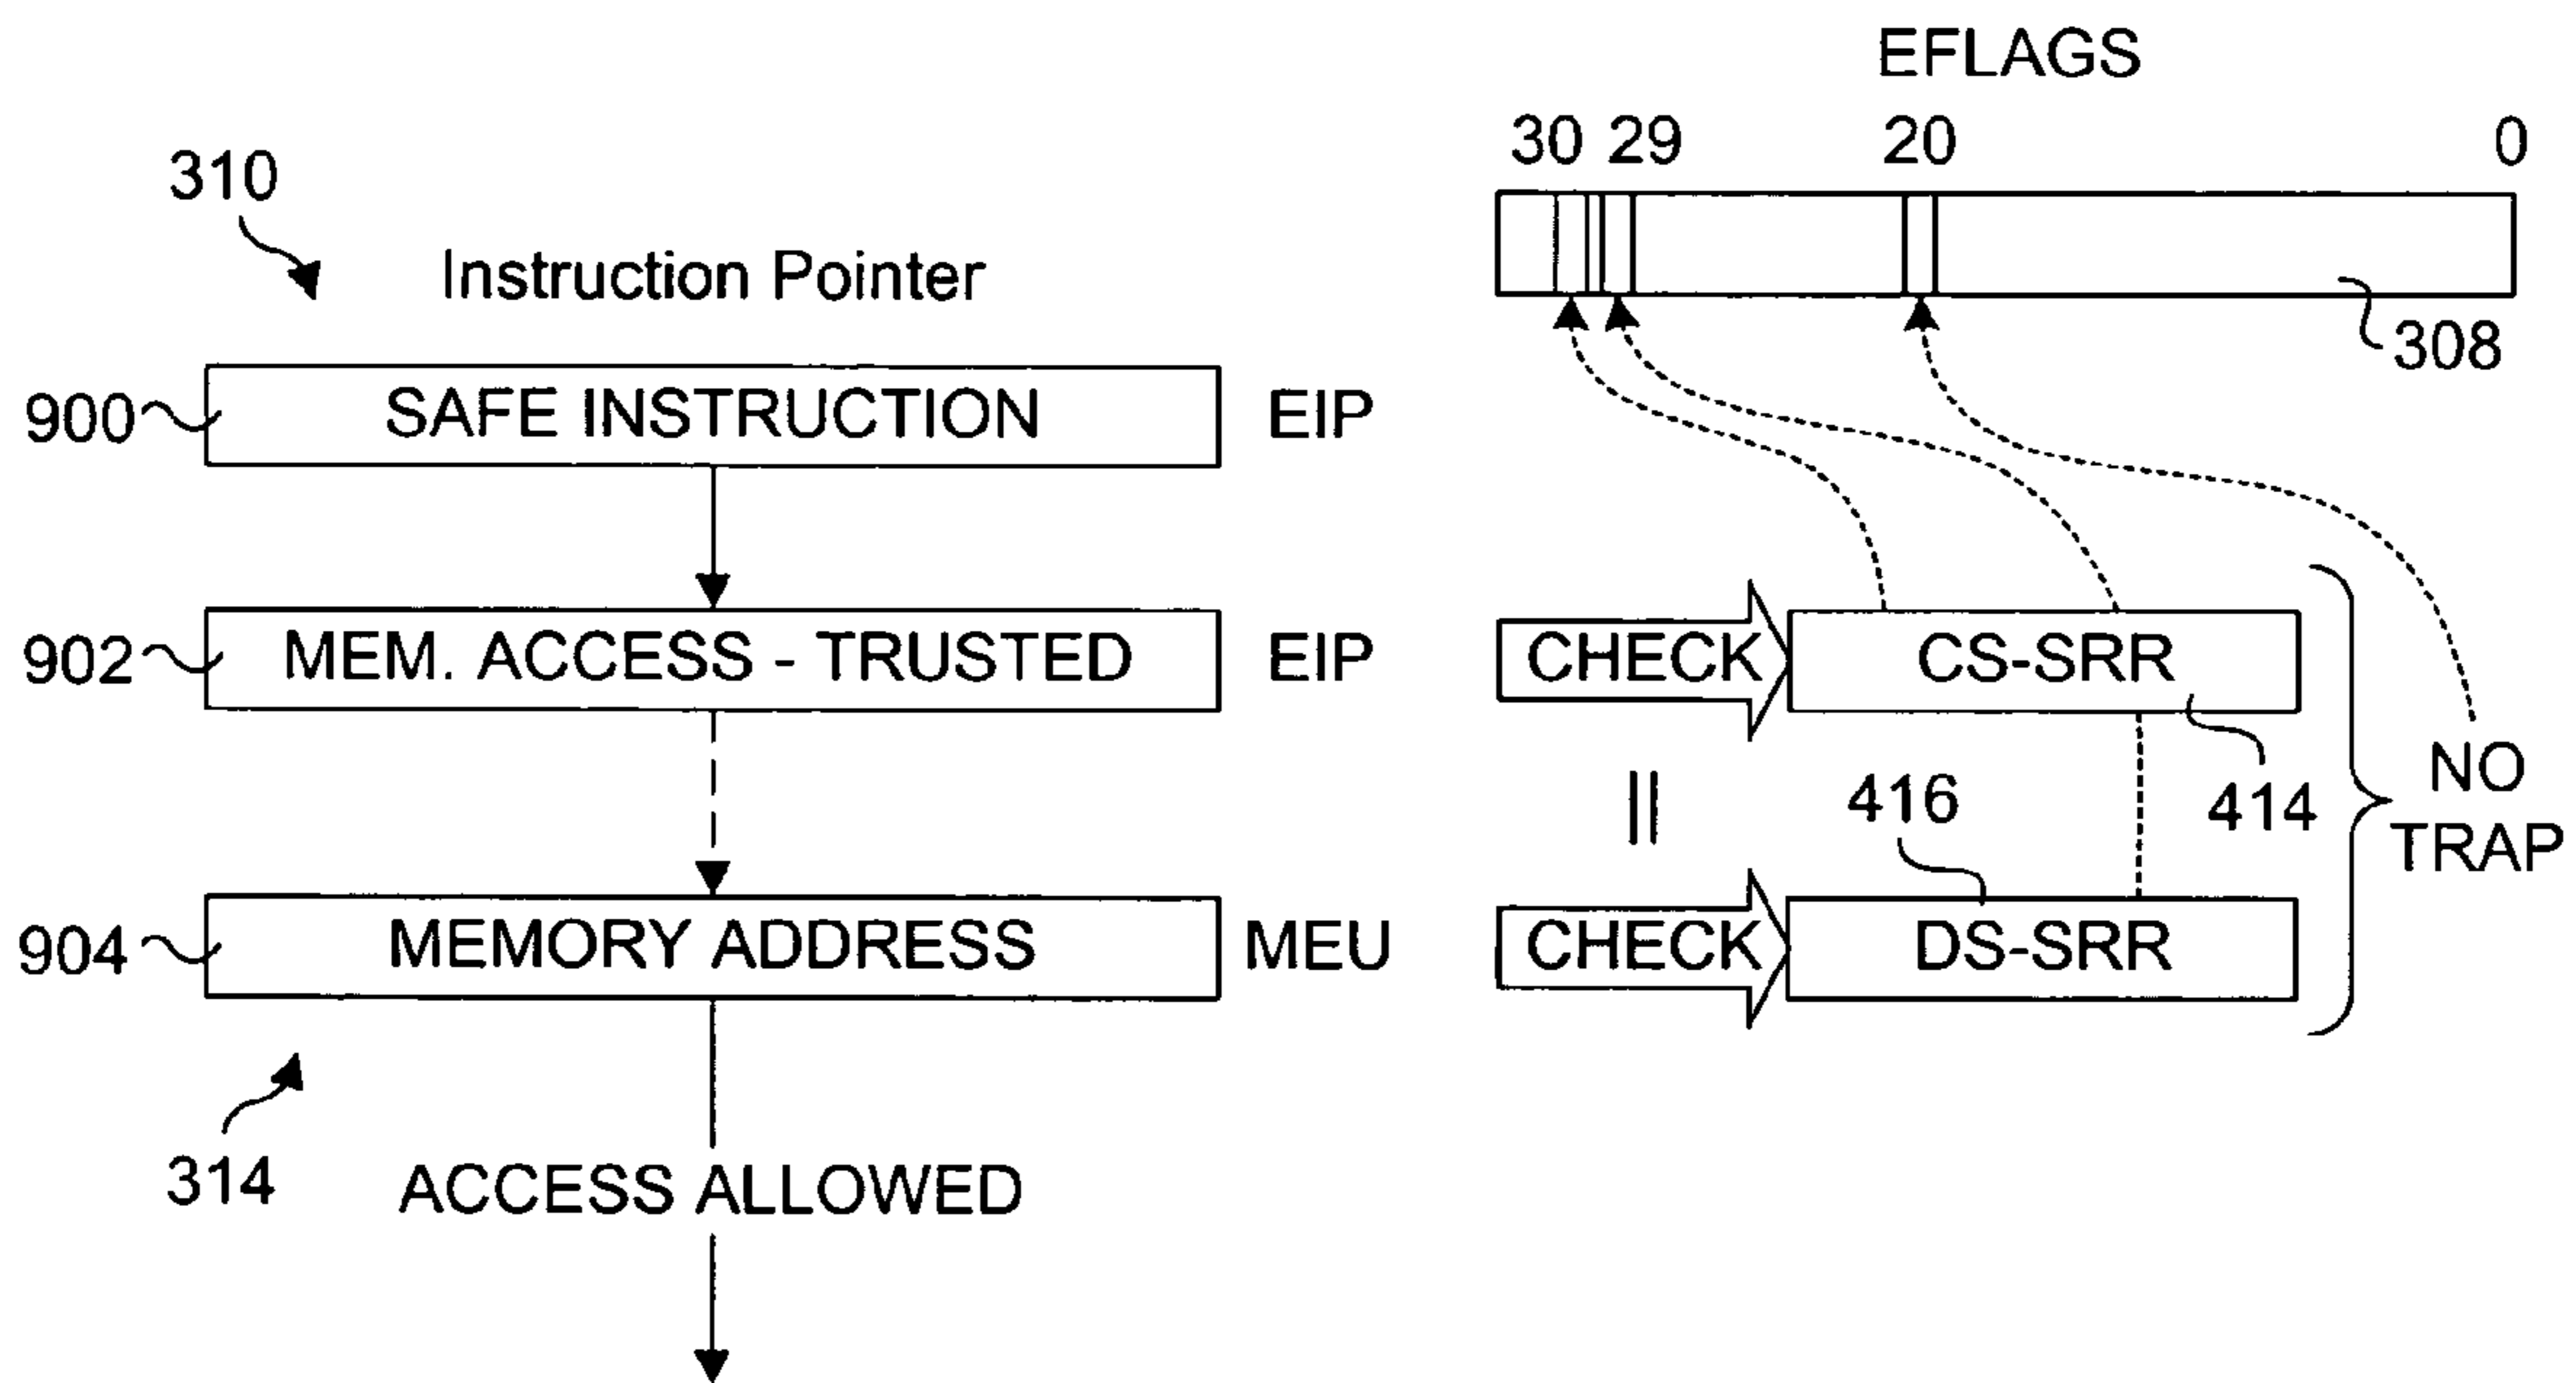 EFLAGS
30 29 20 0
310
Instruction Pointer
308
900 SAFE INSTRUCTION EIP
902 MEM. ACCESS - TRUSTED EIP CHECK CS-SRR
416 || 414
NO
TRAP
904 MEMORY ADDRESS MEU CHECK DS-SRR
314
ACCESS ALLOWED